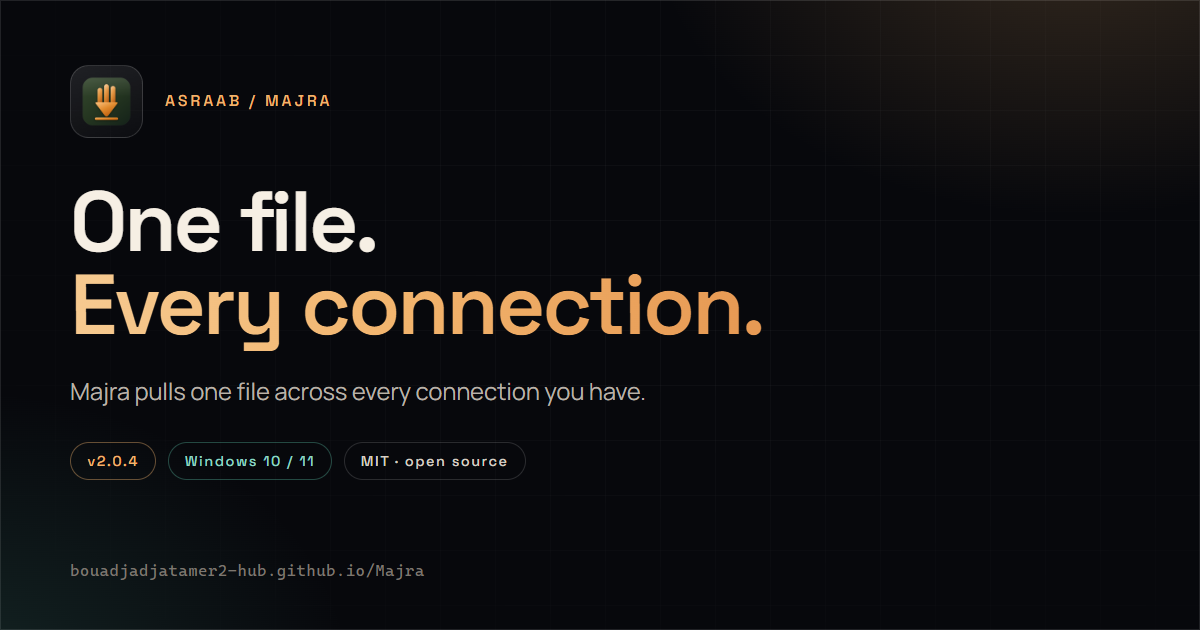 ASRAAB / MAJRA
One file.
Every connection.
Majra pulls one file across every connection you have.
v2.0.4
Windows 10 / 11
MIT · open source
bouadjadjatamer2-hub.github.io/Majra